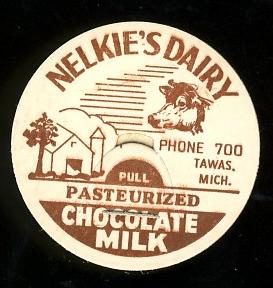 NELKIE'S DAIRY
PHONE 700
TAWAS,
MICH.
PULL
PASTEURIZED
CHOCOLATE
MILK